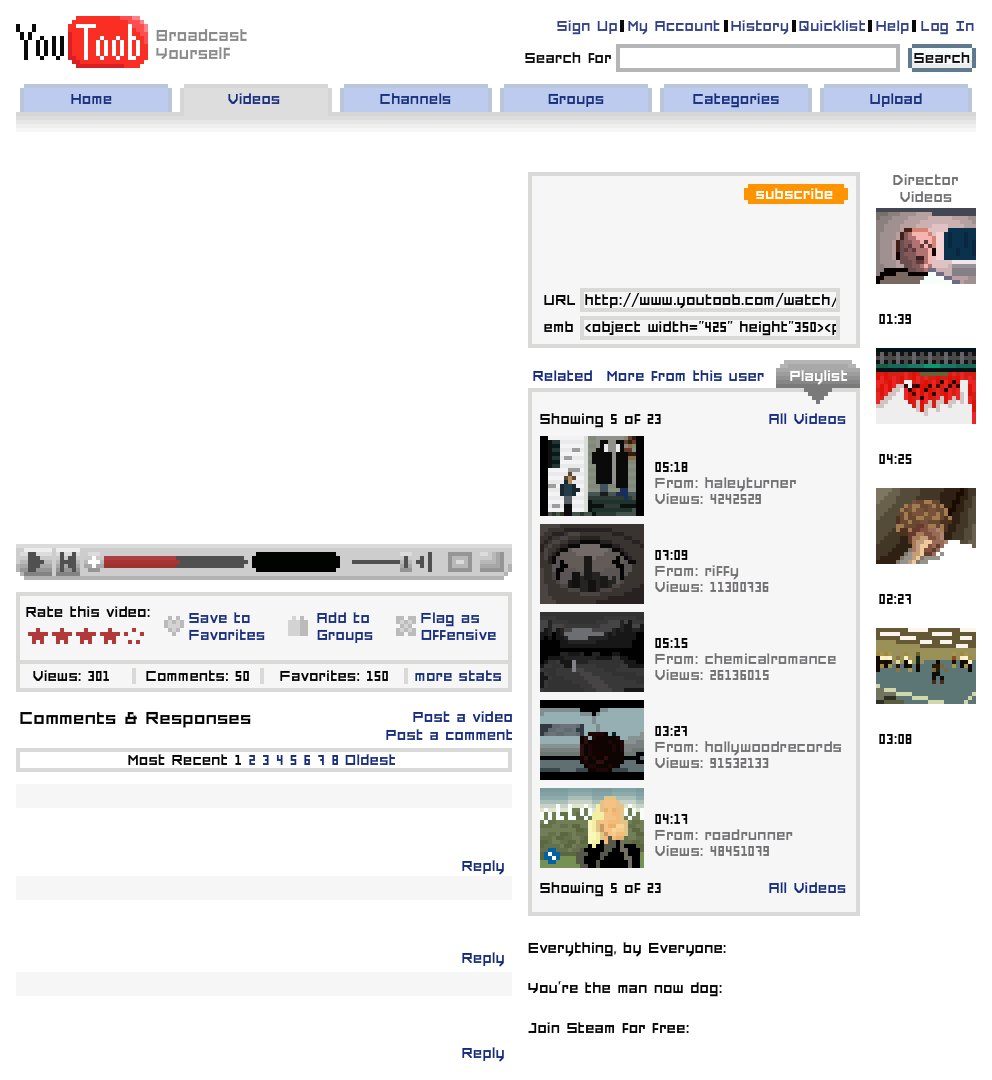 YouToob
Broadcast
Yourself
Sign Up My Account History Quicklist Help Log In
Search for
Search
Home Videos Channels Groups Categories Upload
subscribe
URL http://www.youtoob.com/watch/
emb <object width="425" height"350><p
Related More from this user Playlist
Showing 5 of 23 All Videos
05:18
From: haleyturner
Views: 4242529
07:09
From: riffy
Views: 11300736
05:15
From: chemicalromance
Views: 26136015
03:27
From: hollywoodrecords
Views: 91532133
04:17
From: roadrunner
Views: 48451079
Showing 5 of 23 All Videos
Everything, by Everyone:
You're the man now dog:
Join Steam for free:
Director
Videos
01:39
04:25
02:27
03:08
Rate this video:
Save to
Favorites
Add to
Groups
Flag as
Offensive
Views: 301 Comments: 50 Favorites: 150 more stats
Comments & Responses
Post a video
Post a comment
Most Recent 1 2 3 4 5 6 7 8 Oldest
Reply
Reply
Reply